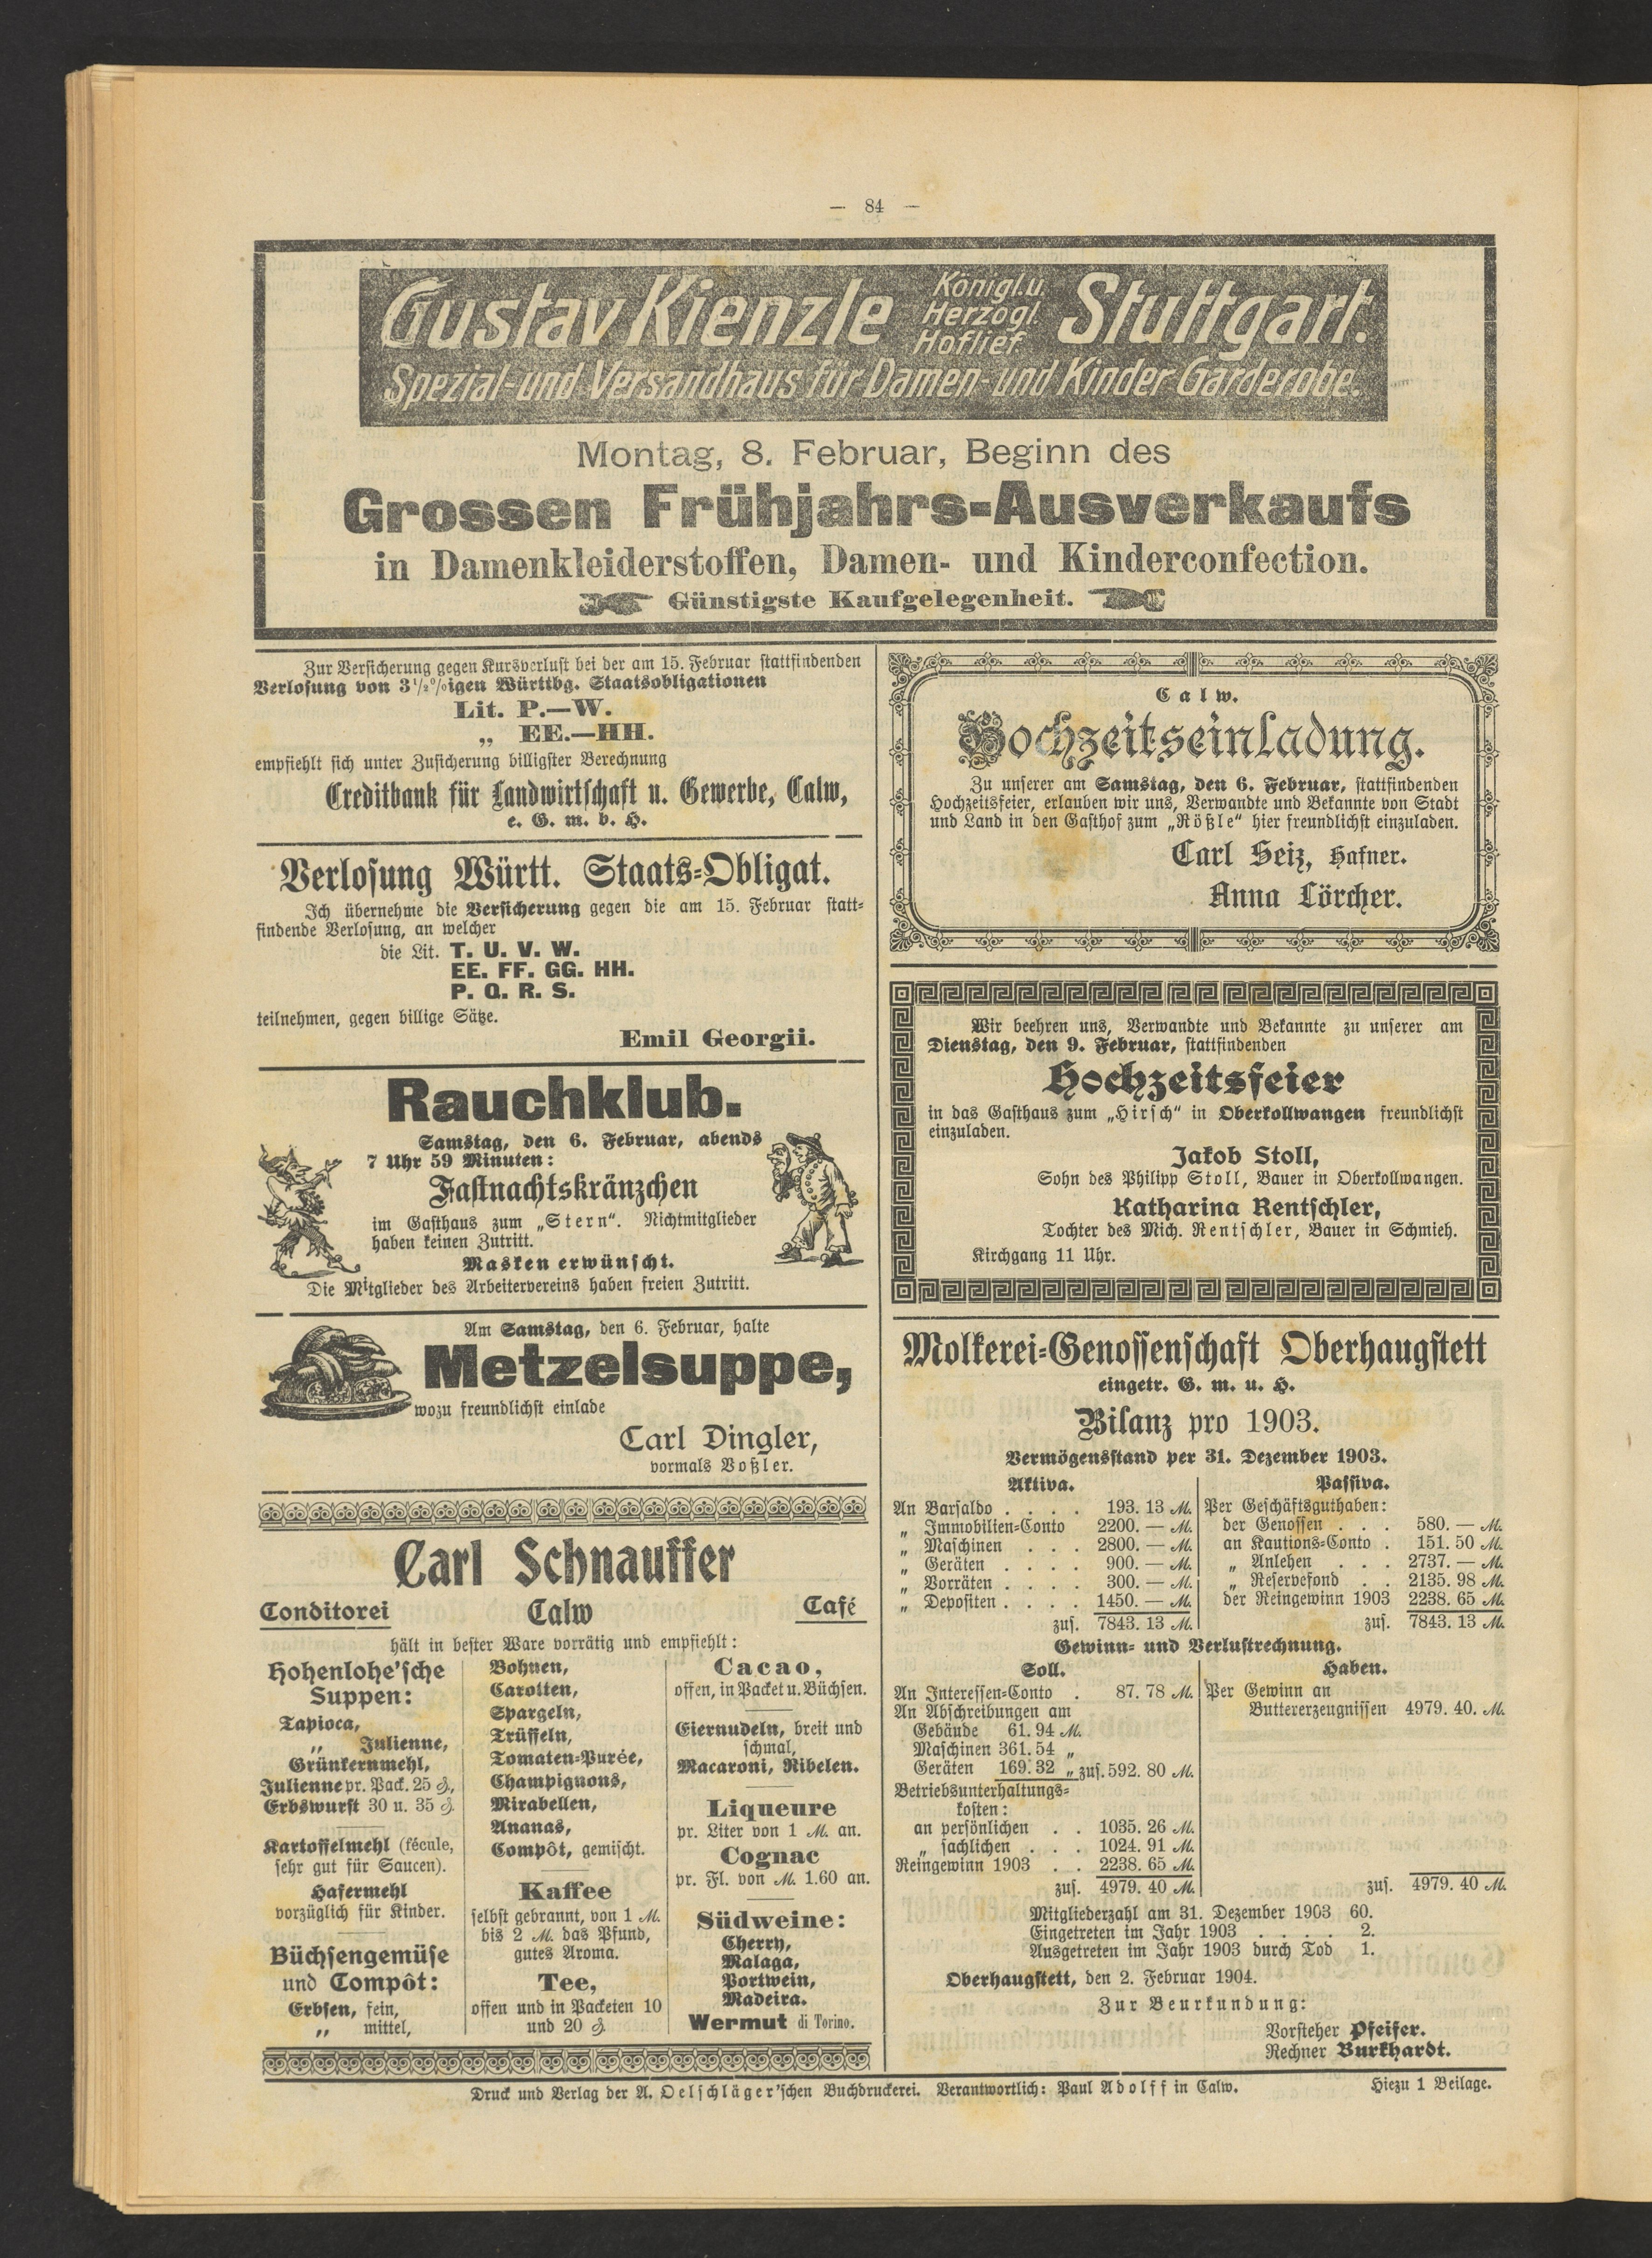 — 84 —
Gustav Kienzle Königl. u. Herzogl. Hoflief. Stuttgart.
Spezial- und Versandhaus für Damen- und Kinder Garderobe.
Montag, 8. Februar, Beginn des
Grossen Frühjahrs-Ausverkaufs
in Damenkleiderstoffen, Damen- und Kinderconfection.
Günstigste Kaufgelegenheit.
Zur Versicherung gegen Kursverlust bei der am 15. Februar stattfindenden
Verlosung von 3½%igen Württbg. Staatsobligationen
Lit. P.—W.
„ EE.—HH.
empfiehlt sich unter Zusicherung billigster Berechnung
Creditbank für Landwirtschaft u. Gewerbe, Calw,
e. G. m. b. H.
Verlosung Württ. Staats-Obligat.
Ich übernehme die Versicherung gegen die am 15. Februar statt-
findende Verlosung, an welcher
die Lit. T. U. V. W.
EE. FF. GG. HH.
P. Q. R. S.
teilnehmen, gegen billige Sätze.
Emil Georgii.
Rauchklub.
Samstag, den 6. Februar, abends
7 Uhr 59 Minuten:
Fastnachtskränzchen
im Gasthaus zum „Stern“. Nichtmitglieder
haben keinen Zutritt.
Masken erwünscht.
Die Mitglieder des Arbeitervereins haben freien Zutritt.
Am Samstag, den 6. Februar, halte
Metzelsuppe,
wozu freundlichst einlade
Carl Dingler,
vormals Voßler.
Carl Schnauffer
Conditorei Calw Café
hält in bester Ware vorrätig und empfiehlt:
Hohenlohe'sche
Suppen:
Tapioca,
„ Julienne,
Grünkernmehl,
Julienne pr. Pack. 25 ₰,
Erbswurst 30 u. 35 ₰.
Kartoffelmehl (fécule,
sehr gut für Saucen).
Hafermehl
vorzüglich für Kinder.
Büchsengemüse
und Compôt:
Erbsen, fein,
„ mittel,
Bohnen,
Carotten,
Spargeln,
Trüffeln,
Tomaten-Purée,
Champignons,
Mirabellen,
Ananas,
Compôt, gemischt.
Kaffee
selbst gebrannt, von 1 M.
bis 2 M. das Pfund,
gutes Aroma.
Tee,
offen und in Packeten 10
und 20 ₰.
Cacao,
offen, in Packet u. Büchsen.
Eiernudeln, breit und
schmal,
Macaroni, Ribelen.
Liqueure
pr. Liter von 1 M. an.
Cognac
pr. Fl. von M. 1.60 an.
Südweine:
Cherry,
Malaga,
Portwein,
Madeira.
Wermut di Torino.
Calw.
Hochzeitseinladung.
Zu unserer am Samstag, den 6. Februar, stattfindenden
Hochzeitsfeier, erlauben wir uns, Verwandte und Bekannte von Stadt
und Land in den Gasthof zum „Rößle“ hier freundlichst einzuladen.
Carl Seiz, Hafner.
Anna Lörcher.
Wir beehren uns, Verwandte und Bekannte zu unserer am
Dienstag, den 9. Februar, stattfindenden
Hochzeitsfeier
in das Gasthaus zum „Hirsch“ in Oberkollwangen freundlichst
einzuladen.
Jakob Stoll,
Sohn des Philipp Stoll, Bauer in Oberkollwangen.
Katharina Rentschler,
Tochter des Mich. Rentschler, Bauer in Schmieh.
Kirchgang 11 Uhr.
Molkerei-Genossenschaft Oberhaugstett
eingetr. G. m. u. H.
Bilanz pro 1903.
Vermögensstand per 31. Dezember 1903.
Aktiva.
An Barsaldo . . . . 193. 13 M.
„ Immobilien-Conto 2200. — M.
„ Maschinen . . . 2800. — M.
„ Geräten . . . . 900. — M.
„ Vorräten . . . . 300. — M.
„ Depositen . . . . 1450. — M.
zus. 7843. 13 M.
Passiva.
Per Geschäftsguthaben:
der Genossen . . . 580. — M.
an Kautions-Conto . 151. 50 M.
„ Anlehen . . . 2737. — M.
„ Reservefond . . 2135. 98 M.
der Reingewinn 1903 2238. 65 M.
zus. 7843. 13 M.
Gewinn- und Verlustrechnung.
Soll.
An Interessen-Conto . 87. 78 M.
An Abschreibungen am
Gebäude 61. 94 M.
Maschinen 361. 54 „
Geräten 169. 32 „ zus. 592. 80 M.
Betriebsunterhaltungs-
kosten:
an persönlichen . . 1035. 26 M.
„ sachlichen . . . 1024. 91 M.
Reingewinn 1903 . . 2238. 65 M.
zus. 4979. 40 M.
Haben.
Per Gewinn an
Buttererzeugnissen 4979. 40. M.
zus. 4979. 40 M.
Mitgliederzahl am 31. Dezember 1903 60.
Eingetreten im Jahr 1903 . . . . 2.
Ausgetreten im Jahr 1903 durch Tod 1.
Oberhaugstett, den 2. Februar 1904.
Zur Beurkundung:
Vorsteher Pfeifer.
Rechner Burkhardt.
Druck und Verlag der A. Oelschläger'schen Buchdruckerei. Verantwortlich: Paul Adolff in Calw.
Hiezu 1 Beilage.